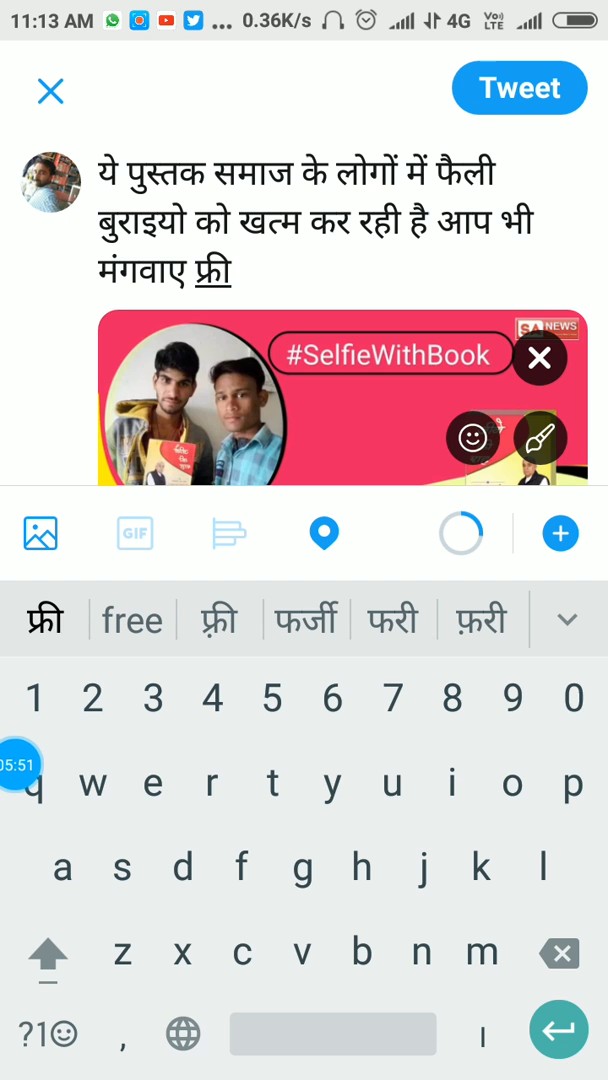 11:13 AM ... 0.36K/s 4G VoLTE
Tweet
ये पुस्तक समाज के लोगों में फैली
बुराइयो को खत्म कर रही है आप भी
मंगवाए फ्री
SA NEWS
#SelfieWithBook
GIF
फ्री free फ़्री फर्जी फरी फ़री
1 2 3 4 5 6 7 8 9 0
05:51
q w e r t y u i o p
a s d f g h j k l
z x c v b n m
?1☺ , |